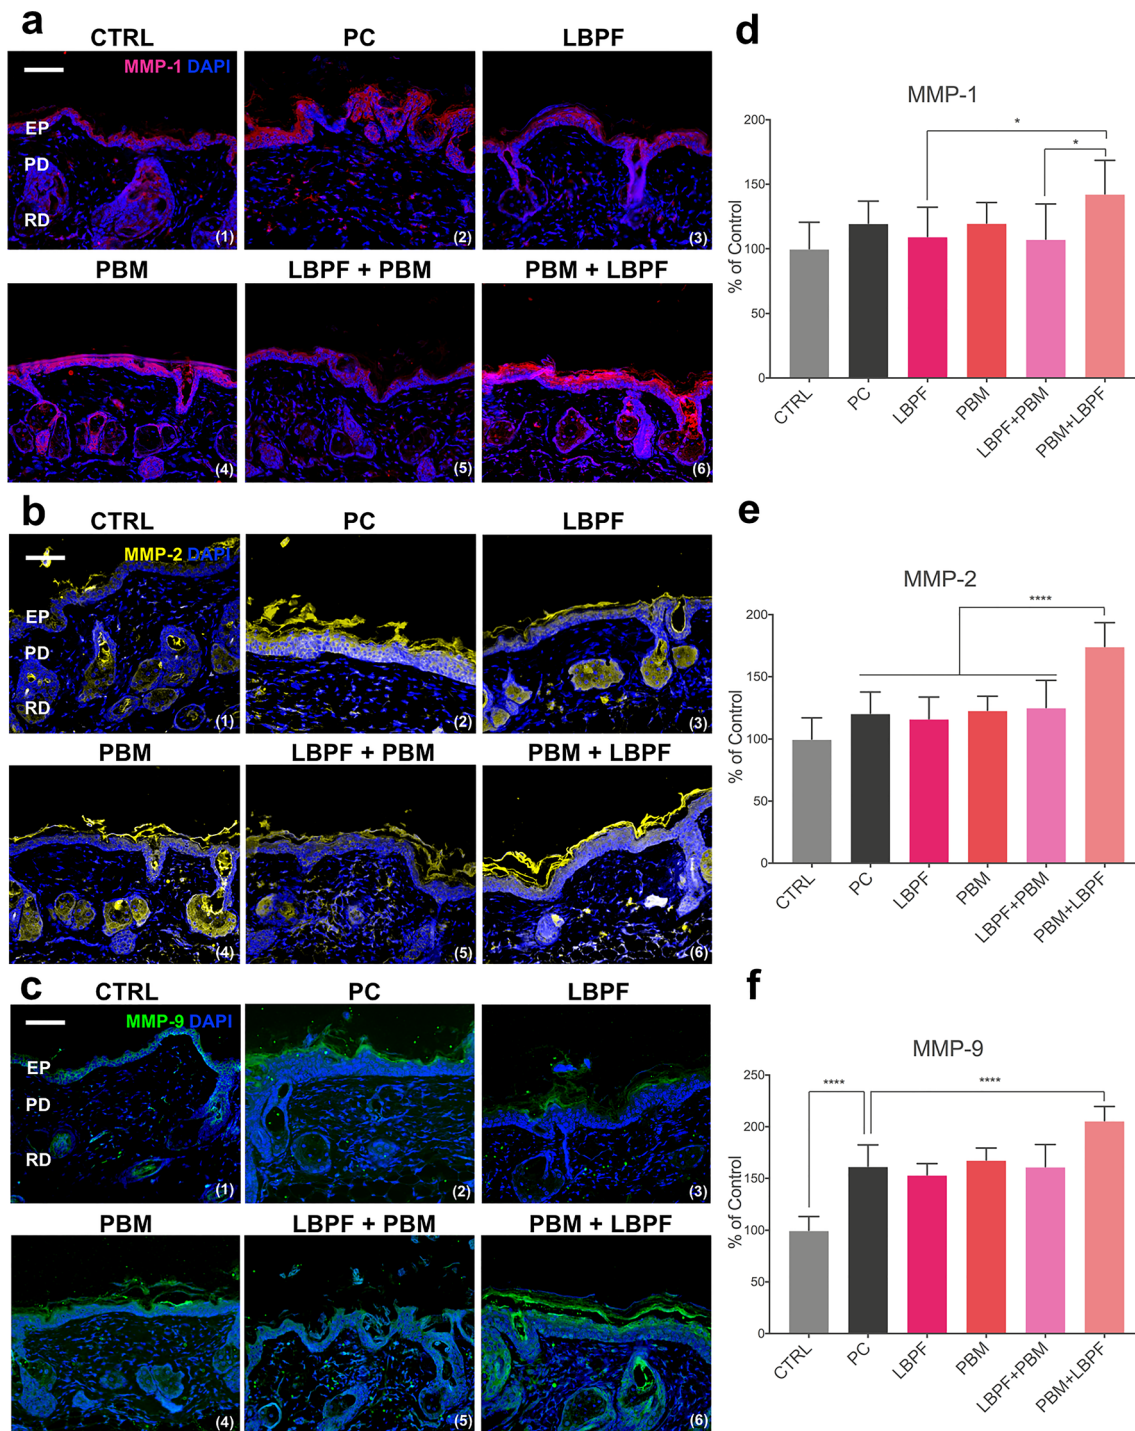 a
CTRL PC LBPF
MMP-1 DAPI
EP
PD
RD
(1) (2) (3)
PBM LBPF + PBM PBM + LBPF
(4) (5) (6)
b
CTRL PC LBPF
MMP-2 DAPI
EP
PD
RD
(1) (2) (3)
PBM LBPF + PBM PBM + LBPF
(4) (5) (6)
c
CTRL PC LBPF
MMP-9 DAPI
EP
PD
RD
(1) (2) (3)
PBM LBPF + PBM PBM + LBPF
(4) (5) (6)
d
MMP-1
% of Control
200
150
100
50
0
*
*
CTRL PC LBPF PBM LBPF+PBM PBM+LBPF
e
MMP-2
% of Control
200
150
100
50
0
****
CTRL PC LBPF PBM LBPF+PBM PBM+LBPF
f
MMP-9
% of Control
250
200
150
100
50
0
**** ****
CTRL PC LBPF PBM LBPF+PBM PBM+LBPF